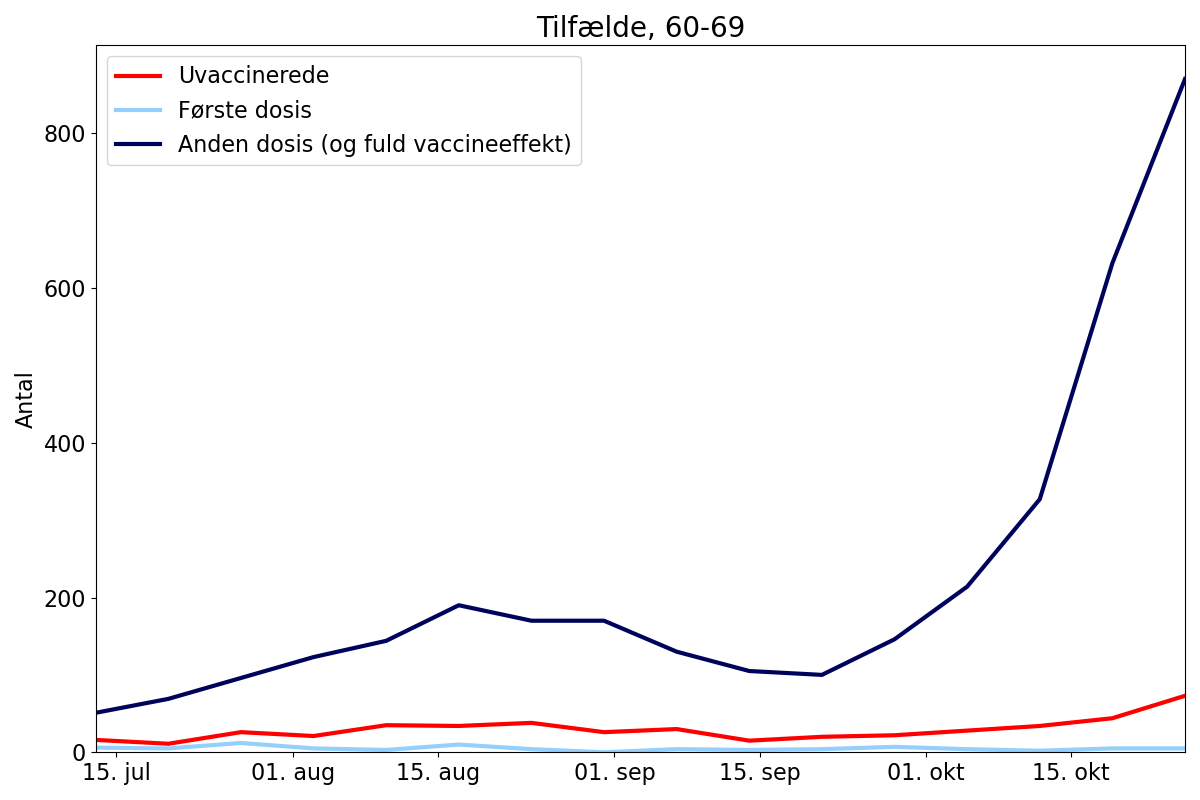 Tilfælde, 60-69
Uvaccinerede
Første dosis
Anden dosis (og fuld vaccineeffekt)
Antal
800
600
400
200
0
15. jul
01. aug
15. aug
01. sep
15. sep
01. okt
15. okt